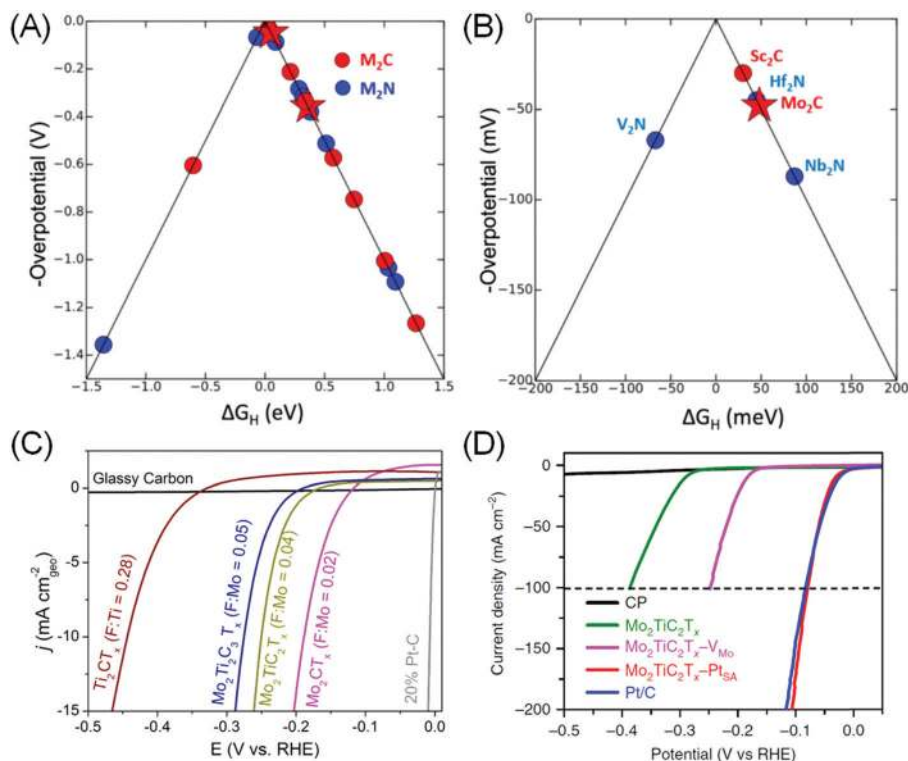 (A)
0.0
−0.2
−0.4
−0.6
−0.8
−1.0
−1.2
−1.4
-Overpotential (V)
M₂C
M₂N
−1.5
−1.0
−0.5
0.0
0.5
1.0
1.5
ΔG_H (eV)
(B)
0
−50
−100
−150
−200
-Overpotential (mV)
Sc₂C
Hf₂N
Mo₂C
V₂N
Nb₂N
−200
−150
−100
−50
0
50
100
150
200
ΔG_H (meV)
(C)
0
-5
-10
-15
j (mA cm⁻²geo)
Glassy Carbon
Ti₂CTₓ (F:Ti = 0.28)
Mo₂Ti₂C₃Tₓ (F:Mo = 0.05)
Mo₂TiC₂Tₓ (F:Mo = 0.04)
Mo₂CTₓ (F:Mo = 0.02)
20% Pt-C
-0.5
-0.4
-0.3
-0.2
-0.1
0.0
E (V vs. RHE)
(D)
0
−50
−100
−150
−200
Current density (mA cm⁻²)
CP
Mo₂TiC₂Tₓ
Mo₂TiC₂Tₓ–V_Mo
Mo₂TiC₂Tₓ–Pt_SA
Pt/C
−0.5
−0.4
−0.3
−0.2
−0.1
0.0
Potential (V vs RHE)